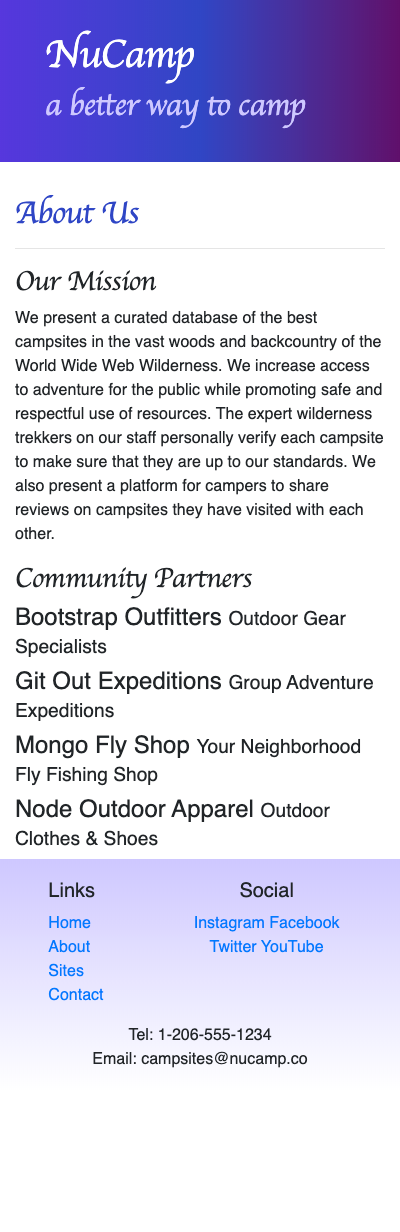 NuCamp
a better way to camp
About Us
Our Mission
We present a curated database of the best
campsites in the vast woods and backcountry of the
World Wide Web Wilderness. We increase access
to adventure for the public while promoting safe and
respectful use of resources. The expert wilderness
trekkers on our staff personally verify each campsite
to make sure that they are up to our standards. We
also present a platform for campers to share
reviews on campsites they have visited with each
other.
Community Partners
Bootstrap Outfitters Outdoor Gear
Specialists
Git Out Expeditions Group Adventure
Expeditions
Mongo Fly Shop Your Neighborhood
Fly Fishing Shop
Node Outdoor Apparel Outdoor
Clothes & Shoes
Links
Home
About
Sites
Contact
Social
Instagram Facebook
Twitter YouTube
Tel: 1-206-555-1234
Email: campsites@nucamp.co